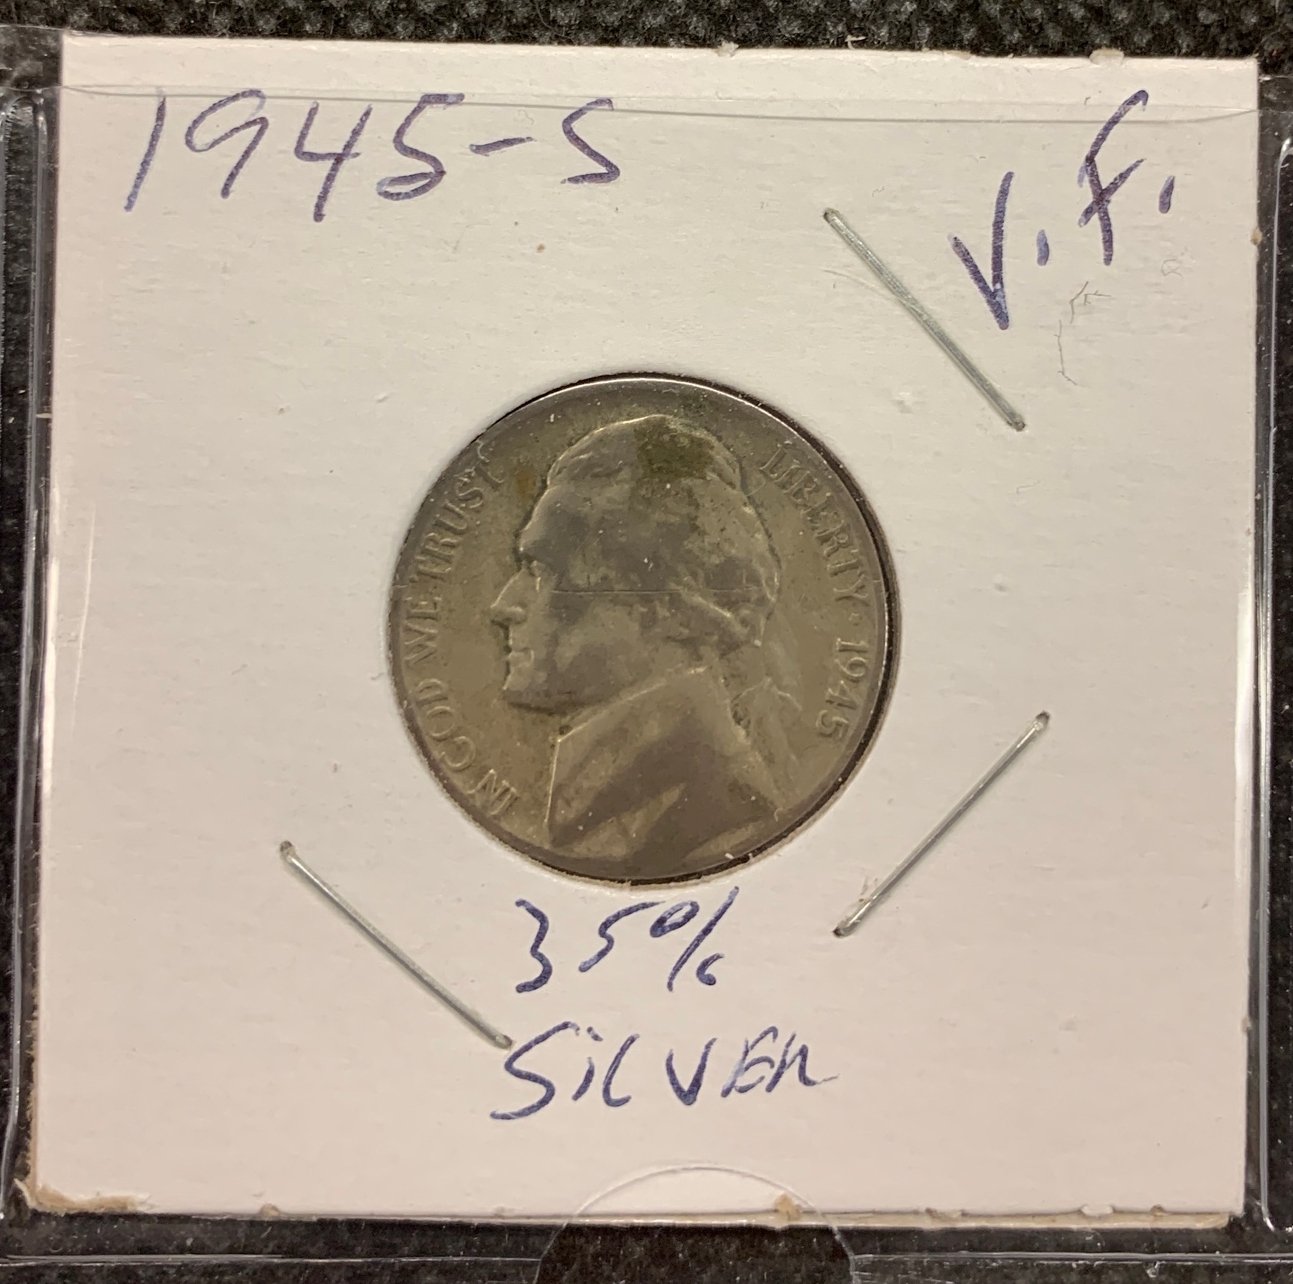 1945-S
V.F.
IN GOD WE TRUST
LIBERTY · 1945
35%
SILVER